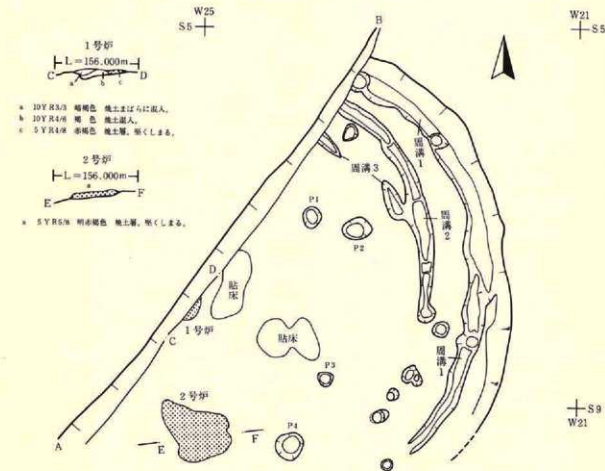 W25
S5
W21
S5
B
1号炉
L=156.000m
C
D
a
b
c
a 10YR3/3 暗褐色 焼土まばらに混入。
b 10YR4/6 褐色 焼土混入。
c 5YR4/8 赤褐色 焼土層、堅くしまる。
2号炉
L=156.000m
a
E
F
a 5YR5/8 明赤褐色 焼土層、堅くしまる。
周溝1
周溝3
周溝2
P1
P2
D
貼床
1号炉
C
貼床
周溝1
P3
2号炉
P4
A
E
F
S9
W21